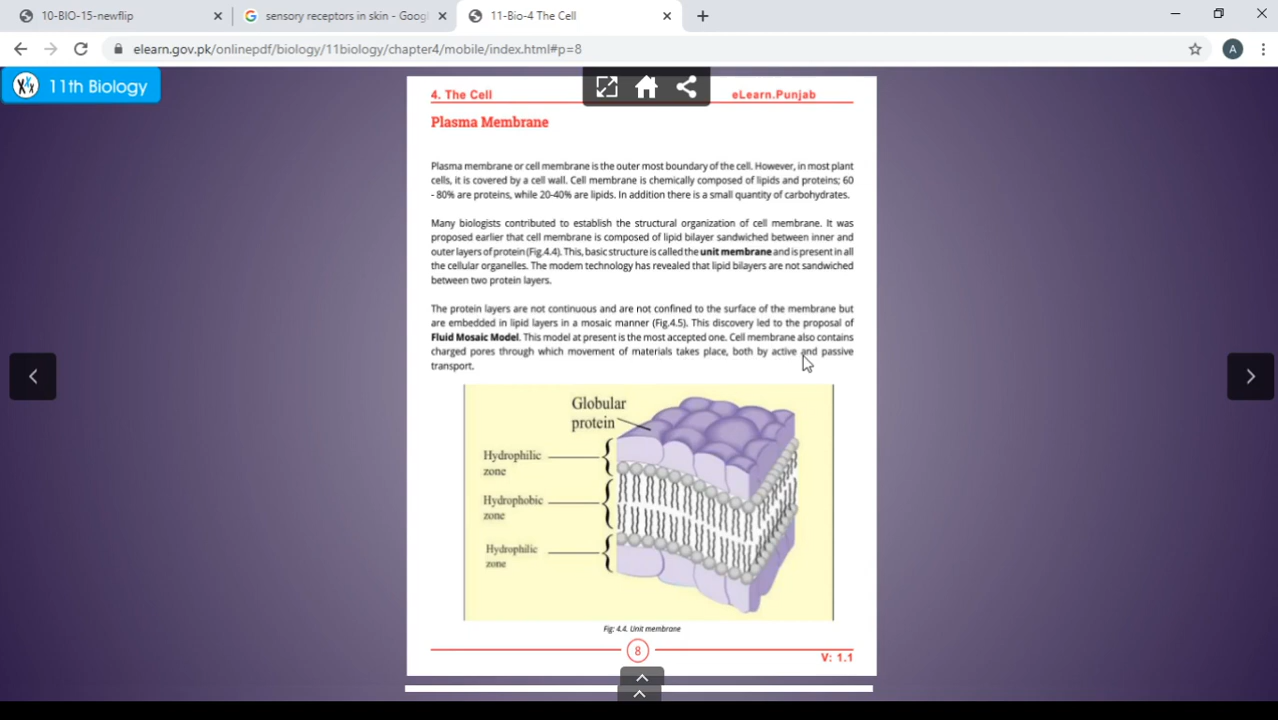 10-BIO-15-newflip
sensory receptors in skin - Googl
11-Bio-4 The Cell
elearn.gov.pk/onlinepdf/biology/11biology/chapter4/mobile/index.html#p=8
A
11th Biology
4. The Cell
eLearn.Punjab
Plasma Membrane
Plasma membrane or cell membrane is the outer most boundary of the cell. However, in most plant
cells, it is covered by a cell wall. Cell membrane is chemically composed of lipids and proteins; 60
- 80% are proteins, while 20-40% are lipids. In addition there is a small quantity of carbohydrates.
Many biologists contributed to establish the structural organization of cell membrane. It was
proposed earlier that cell membrane is composed of lipid bilayer sandwiched between inner and
outer layers of protein (Fig.4.4). This, basic structure is called the unit membrane and is present in all
the cellular organelles. The modem technology has revealed that lipid bilayers are not sandwiched
between two protein layers.
The protein layers are not continuous and are not confined to the surface of the membrane but
are embedded in lipid layers in a mosaic manner (Fig.4.5). This discovery led to the proposal of
Fluid Mosaic Model. This model at present is the most accepted one. Cell membrane also contains
charged pores through which movement of materials takes place, both by active and passive
transport.
Globular
protein
Hydrophilic
zone
Hydrophobic
zone
Hydrophilic
zone
Fig: 4.4. Unit membrane
8
V: 1.1